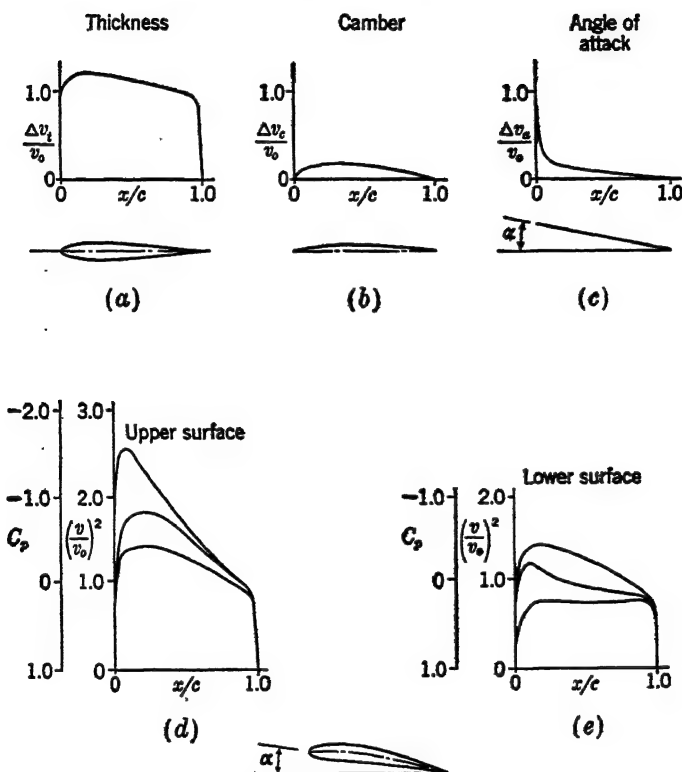 Thickness
Camber
Angle of attack
1.0
Δv_t/v_0
0
0
x/c
1.0
(a)
1.0
Δv_c/v_0
0
0
x/c
1.0
(b)
1.0
Δv_a/v_0
0
0
x/c
1.0
α
(c)
−2.0
−1.0
C_p
0
1.0
3.0
2.0
(v/v_0)^2
1.0
0
Upper surface
0
x/c
1.0
(d)
−1.0
C_p
0
1.0
2.0
(v/v_0)^2
1.0
0
Lower surface
0
x/c
1.0
(e)
α